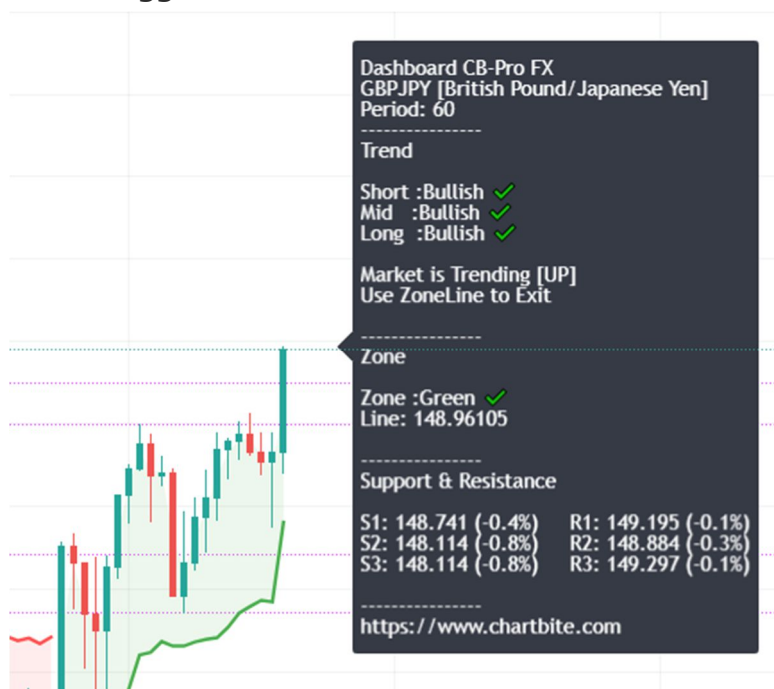 Dashboard CB-Pro FX
GBPJPY [British Pound/Japanese Yen]
Period: 60
----------------
Trend
Short :Bullish ✓
Mid :Bullish ✓
Long :Bullish ✓
Market is Trending [UP]
Use ZoneLine to Exit
----------------
Zone
Zone :Green ✓
Line: 148.96105
----------------
Support & Resistance
S1: 148.741 (-0.4%) R1: 149.195 (-0.1%)
S2: 148.114 (-0.8%) R2: 148.884 (-0.3%)
S3: 148.114 (-0.8%) R3: 149.297 (-0.1%)
----------------
https://www.chartbite.com